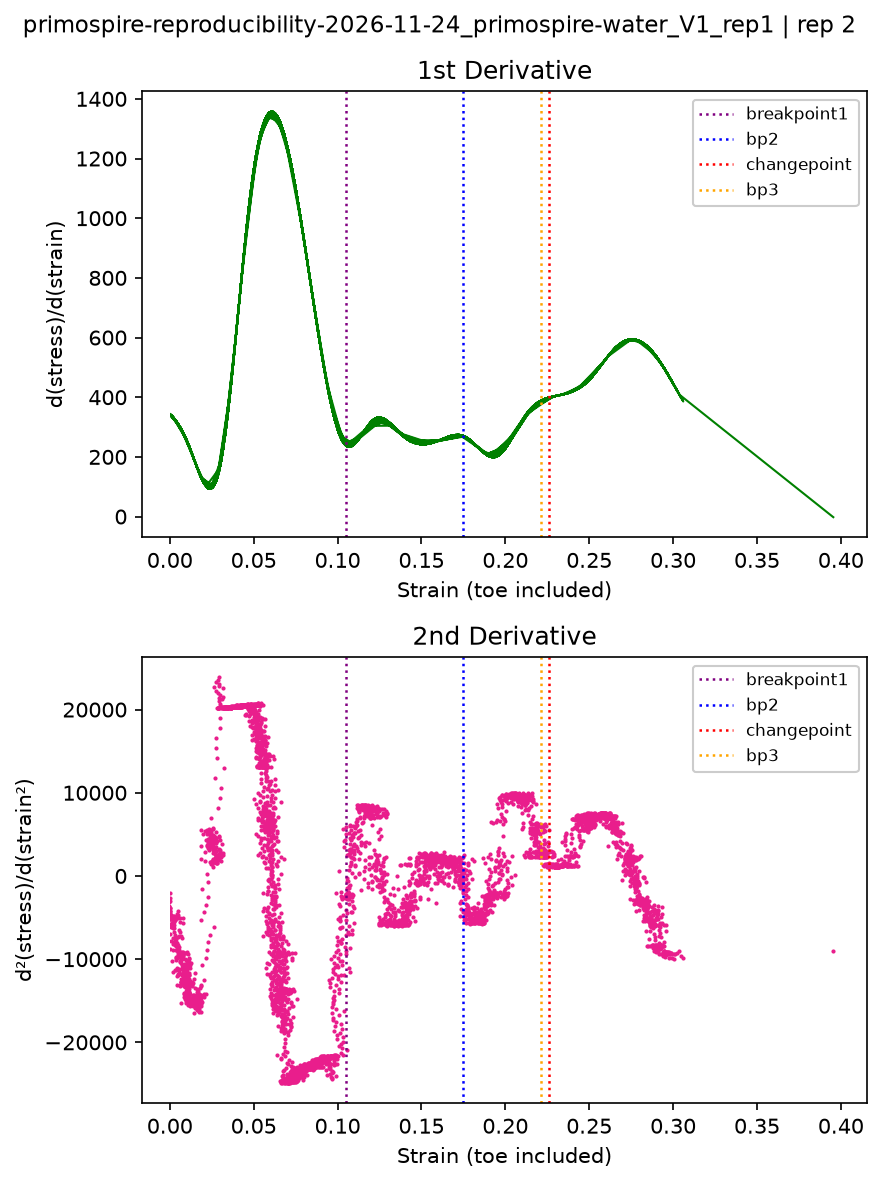 primospire-reproducibility-2026-11-24_primospire-water_V1_rep1 | rep 2
1st Derivative
1400
1200
1000
800
600
400
200
0
d(stress)/d(strain)
breakpoint1
bp2
changepoint
bp3
0.00 0.05 0.10 0.15 0.20 0.25 0.30 0.35 0.40
Strain (toe included)
2nd Derivative
20000
10000
0
−10000
−20000
d²(stress)/d(strain²)
breakpoint1
bp2
changepoint
bp3
0.00 0.05 0.10 0.15 0.20 0.25 0.30 0.35 0.40
Strain (toe included)